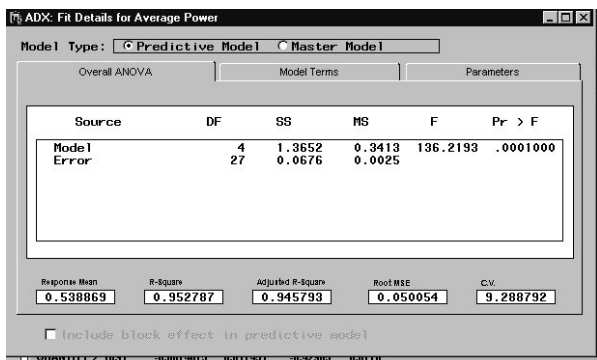 ADX: Fit Details for Average Power
Model Type: Predictive Model Master Model
Overall ANOVA Model Terms Parameters
Source DF SS MS F Pr > F
Model 4 1.3652 0.3413 136.2193 .0001000
Error 27 0.0676 0.0025
Response Mean R-Square Adjusted R-Square Root MSE C.V.
0.538869 0.952787 0.945793 0.050054 9.288792
Include block effect in predictive model